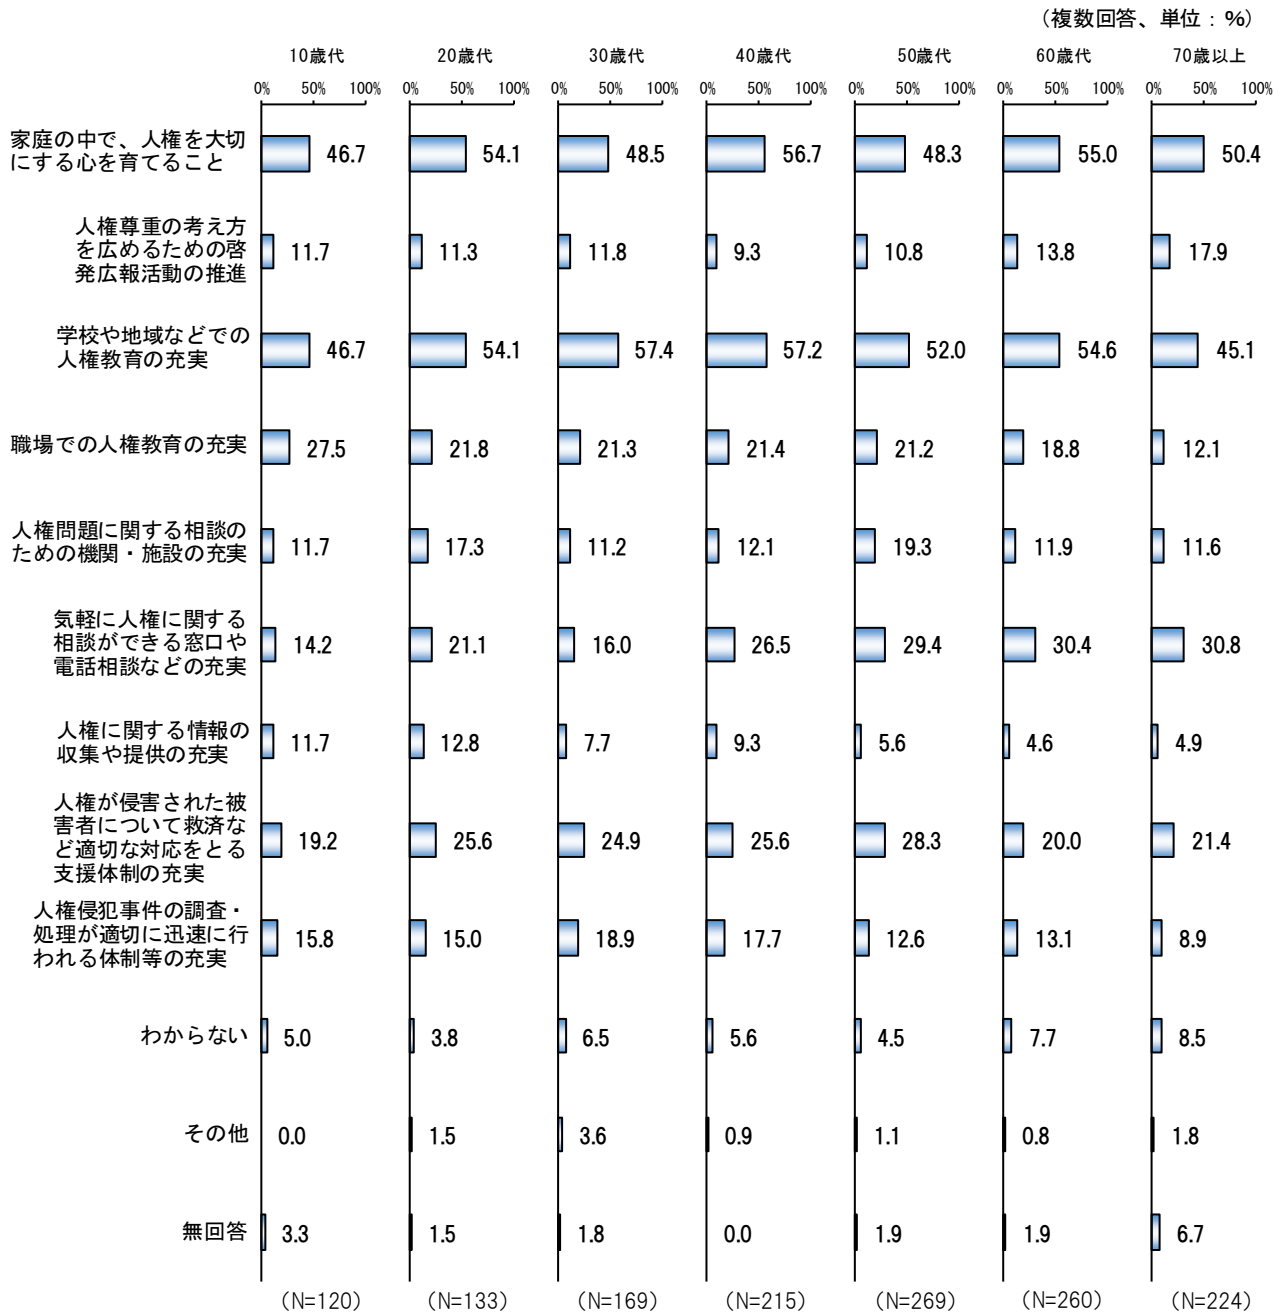 （複数回答、単位：％）
10歳代 20歳代 30歳代 40歳代 50歳代 60歳代 70歳以上
0% 50% 100% 0% 50% 100% 0% 50% 100% 0% 50% 100% 0% 50% 100% 0% 50% 100% 0% 50% 100%
家庭の中で、人権を大切
にする心を育てること
46.7 54.1 48.5 56.7 48.3 55.0 50.4
人権尊重の考え方
を広めるための啓
発広報活動の推進
11.7 11.3 11.8 9.3 10.8 13.8 17.9
学校や地域などでの
人権教育の充実
46.7 54.1 57.4 57.2 52.0 54.6 45.1
職場での人権教育の充実
27.5 21.8 21.3 21.4 21.2 18.8 12.1
人権問題に関する相談の
ための機関・施設の充実
11.7 17.3 11.2 12.1 19.3 11.9 11.6
気軽に人権に関する
相談ができる窓口や
電話相談などの充実
14.2 21.1 16.0 26.5 29.4 30.4 30.8
人権に関する情報の
収集や提供の充実
11.7 12.8 7.7 9.3 5.6 4.6 4.9
人権が侵害された被
害者について救済な
ど適切な対応をとる
支援体制の充実
19.2 25.6 24.9 25.6 28.3 20.0 21.4
人権侵犯事件の調査・
処理が適切に迅速に行
われる体制等の充実
15.8 15.0 18.9 17.7 12.6 13.1 8.9
わからない
5.0 3.8 6.5 5.6 4.5 7.7 8.5
その他
0.0 1.5 3.6 0.9 1.1 0.8 1.8
無回答
3.3 1.5 1.8 0.0 1.9 1.9 6.7
（N=120） （N=133） （N=169） （N=215） （N=269） （N=260） （N=224）